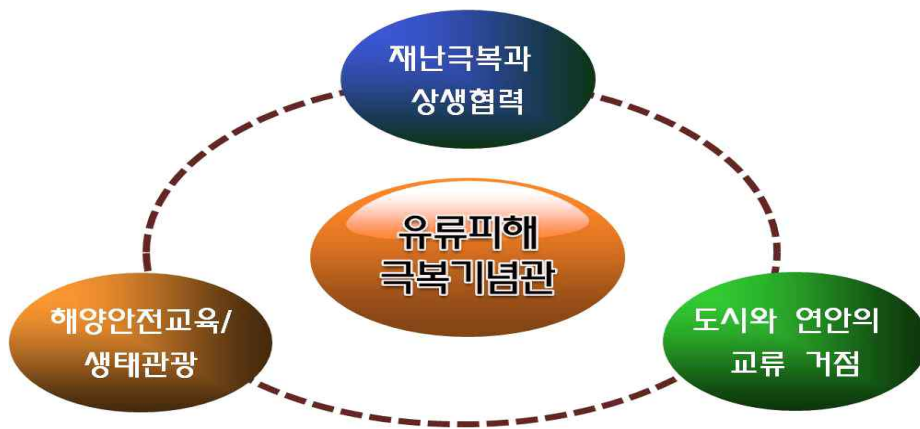 재난극복과
상생협력
유류피해
극복기념관
해양안전교육/
생태관광
도시와 연안의
교류 거점